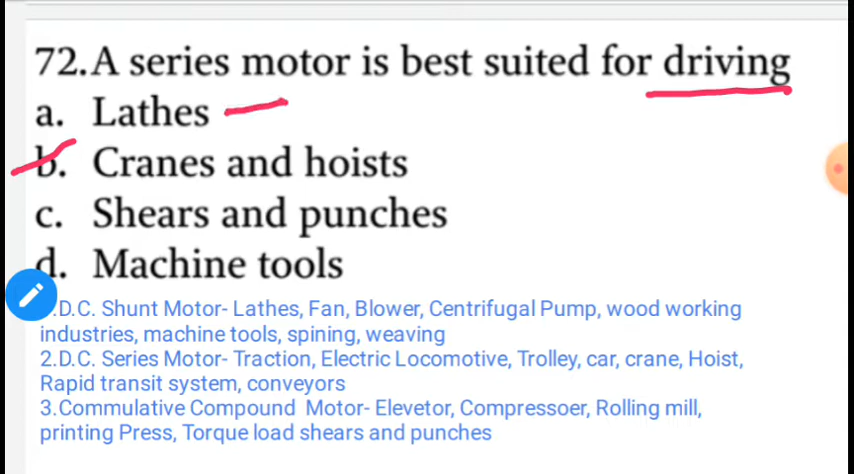 72.A series motor is best suited for driving
a. Lathes
b. Cranes and hoists
c. Shears and punches
d. Machine tools
.D.C. Shunt Motor- Lathes, Fan, Blower, Centrifugal Pump, wood working
industries, machine tools, spining, weaving
2.D.C. Series Motor- Traction, Electric Locomotive, Trolley, car, crane, Hoist,
Rapid transit system, conveyors
3.Commulative Compound Motor- Elevetor, Compressoer, Rolling mill,
printing Press, Torque load shears and punches